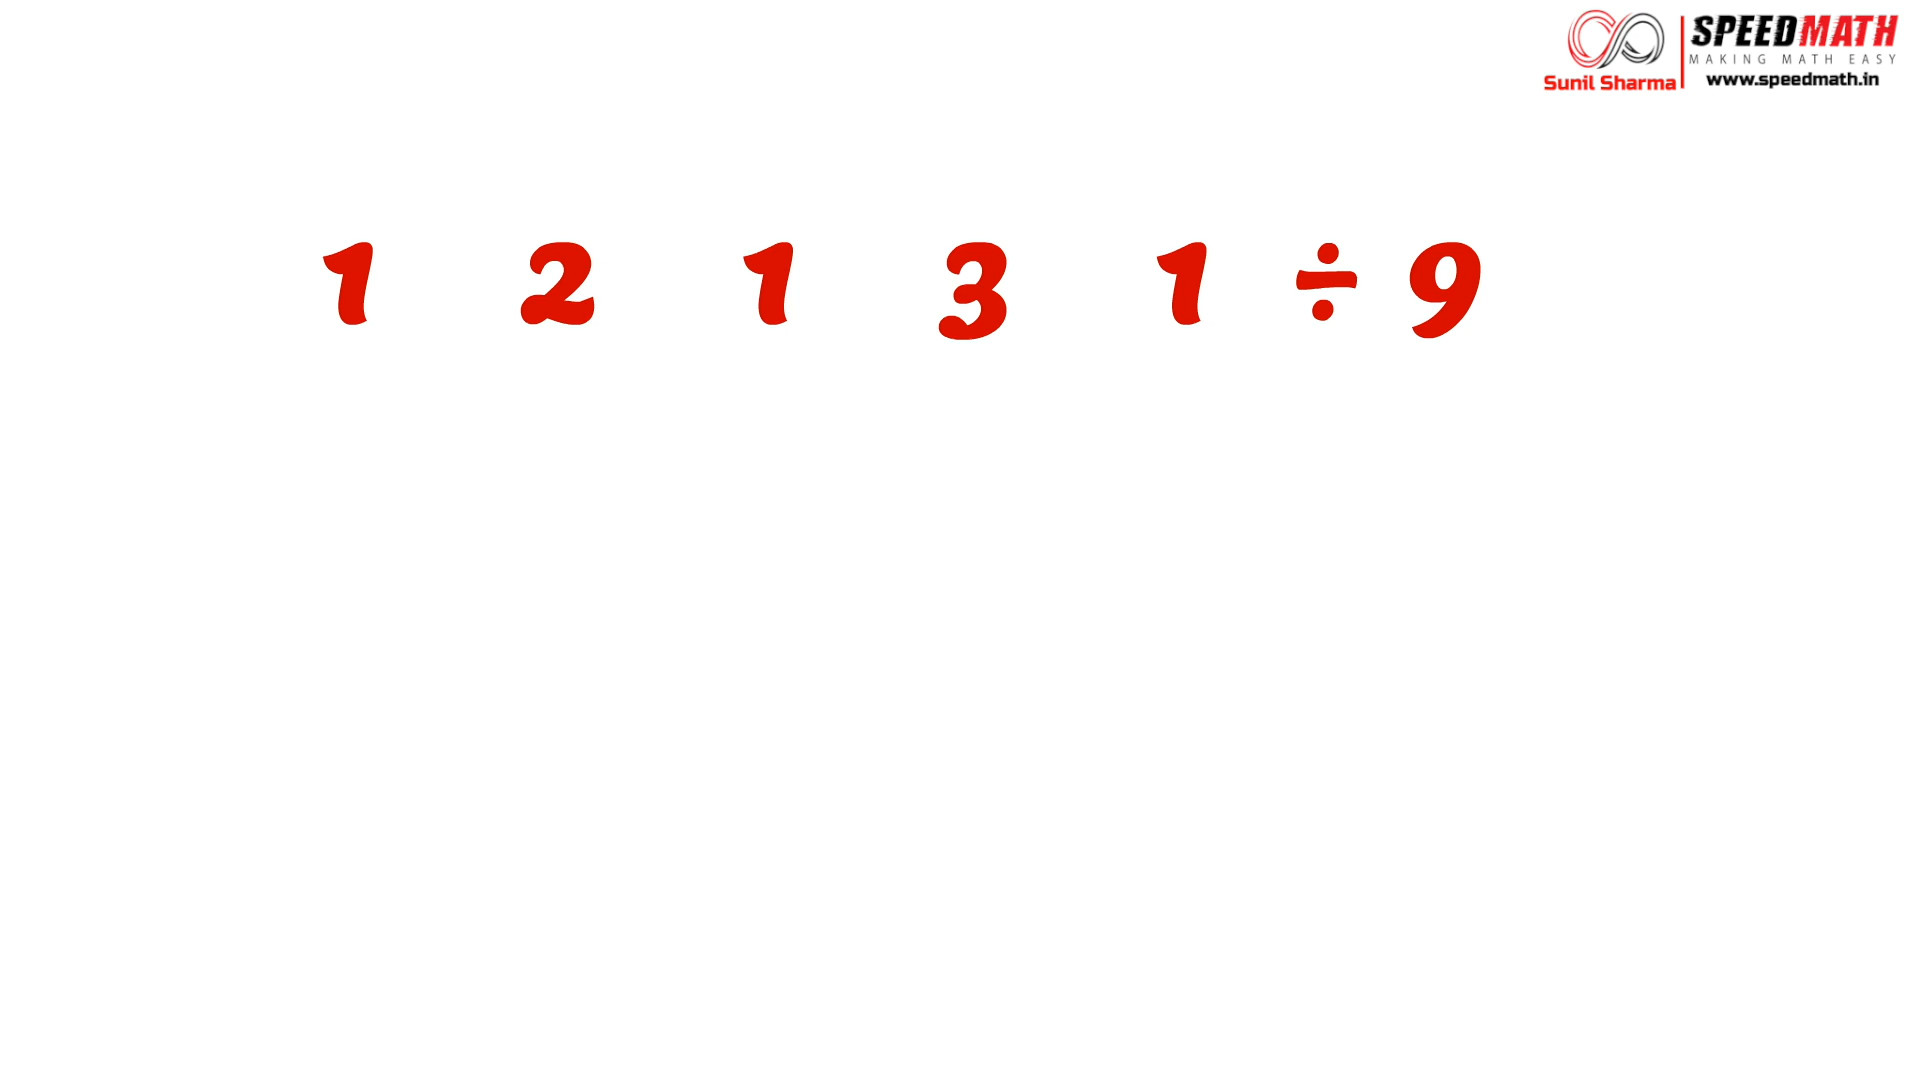 SPEEDMATH
MAKING MATH EASY
Sunil Sharma
www.speedmath.in
1 2 1 3 1 ÷ 9